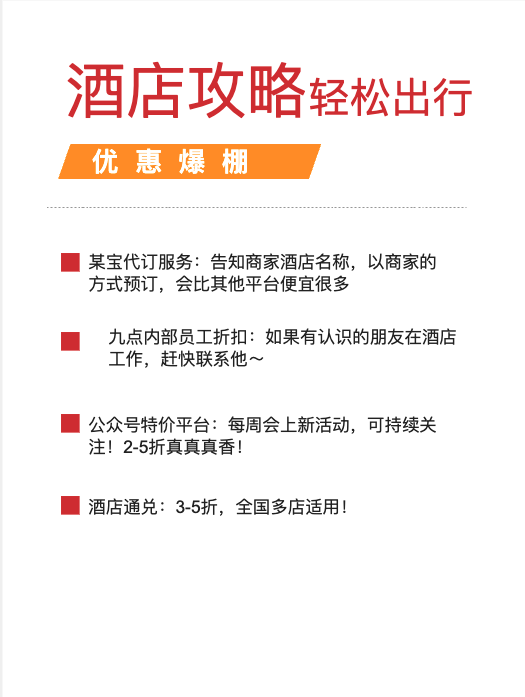 酒店攻略轻松出行
优惠爆棚
某宝代订服务：告知商家酒店名称，以商家的
方式预订，会比其他平台便宜很多
九点内部员工折扣：如果有认识的朋友在酒店
工作，赶快联系他～
公众号特价平台：每周会上新活动，可持续关
注！2-5折真真真香！
酒店通兑：3-5折，全国多店适用！